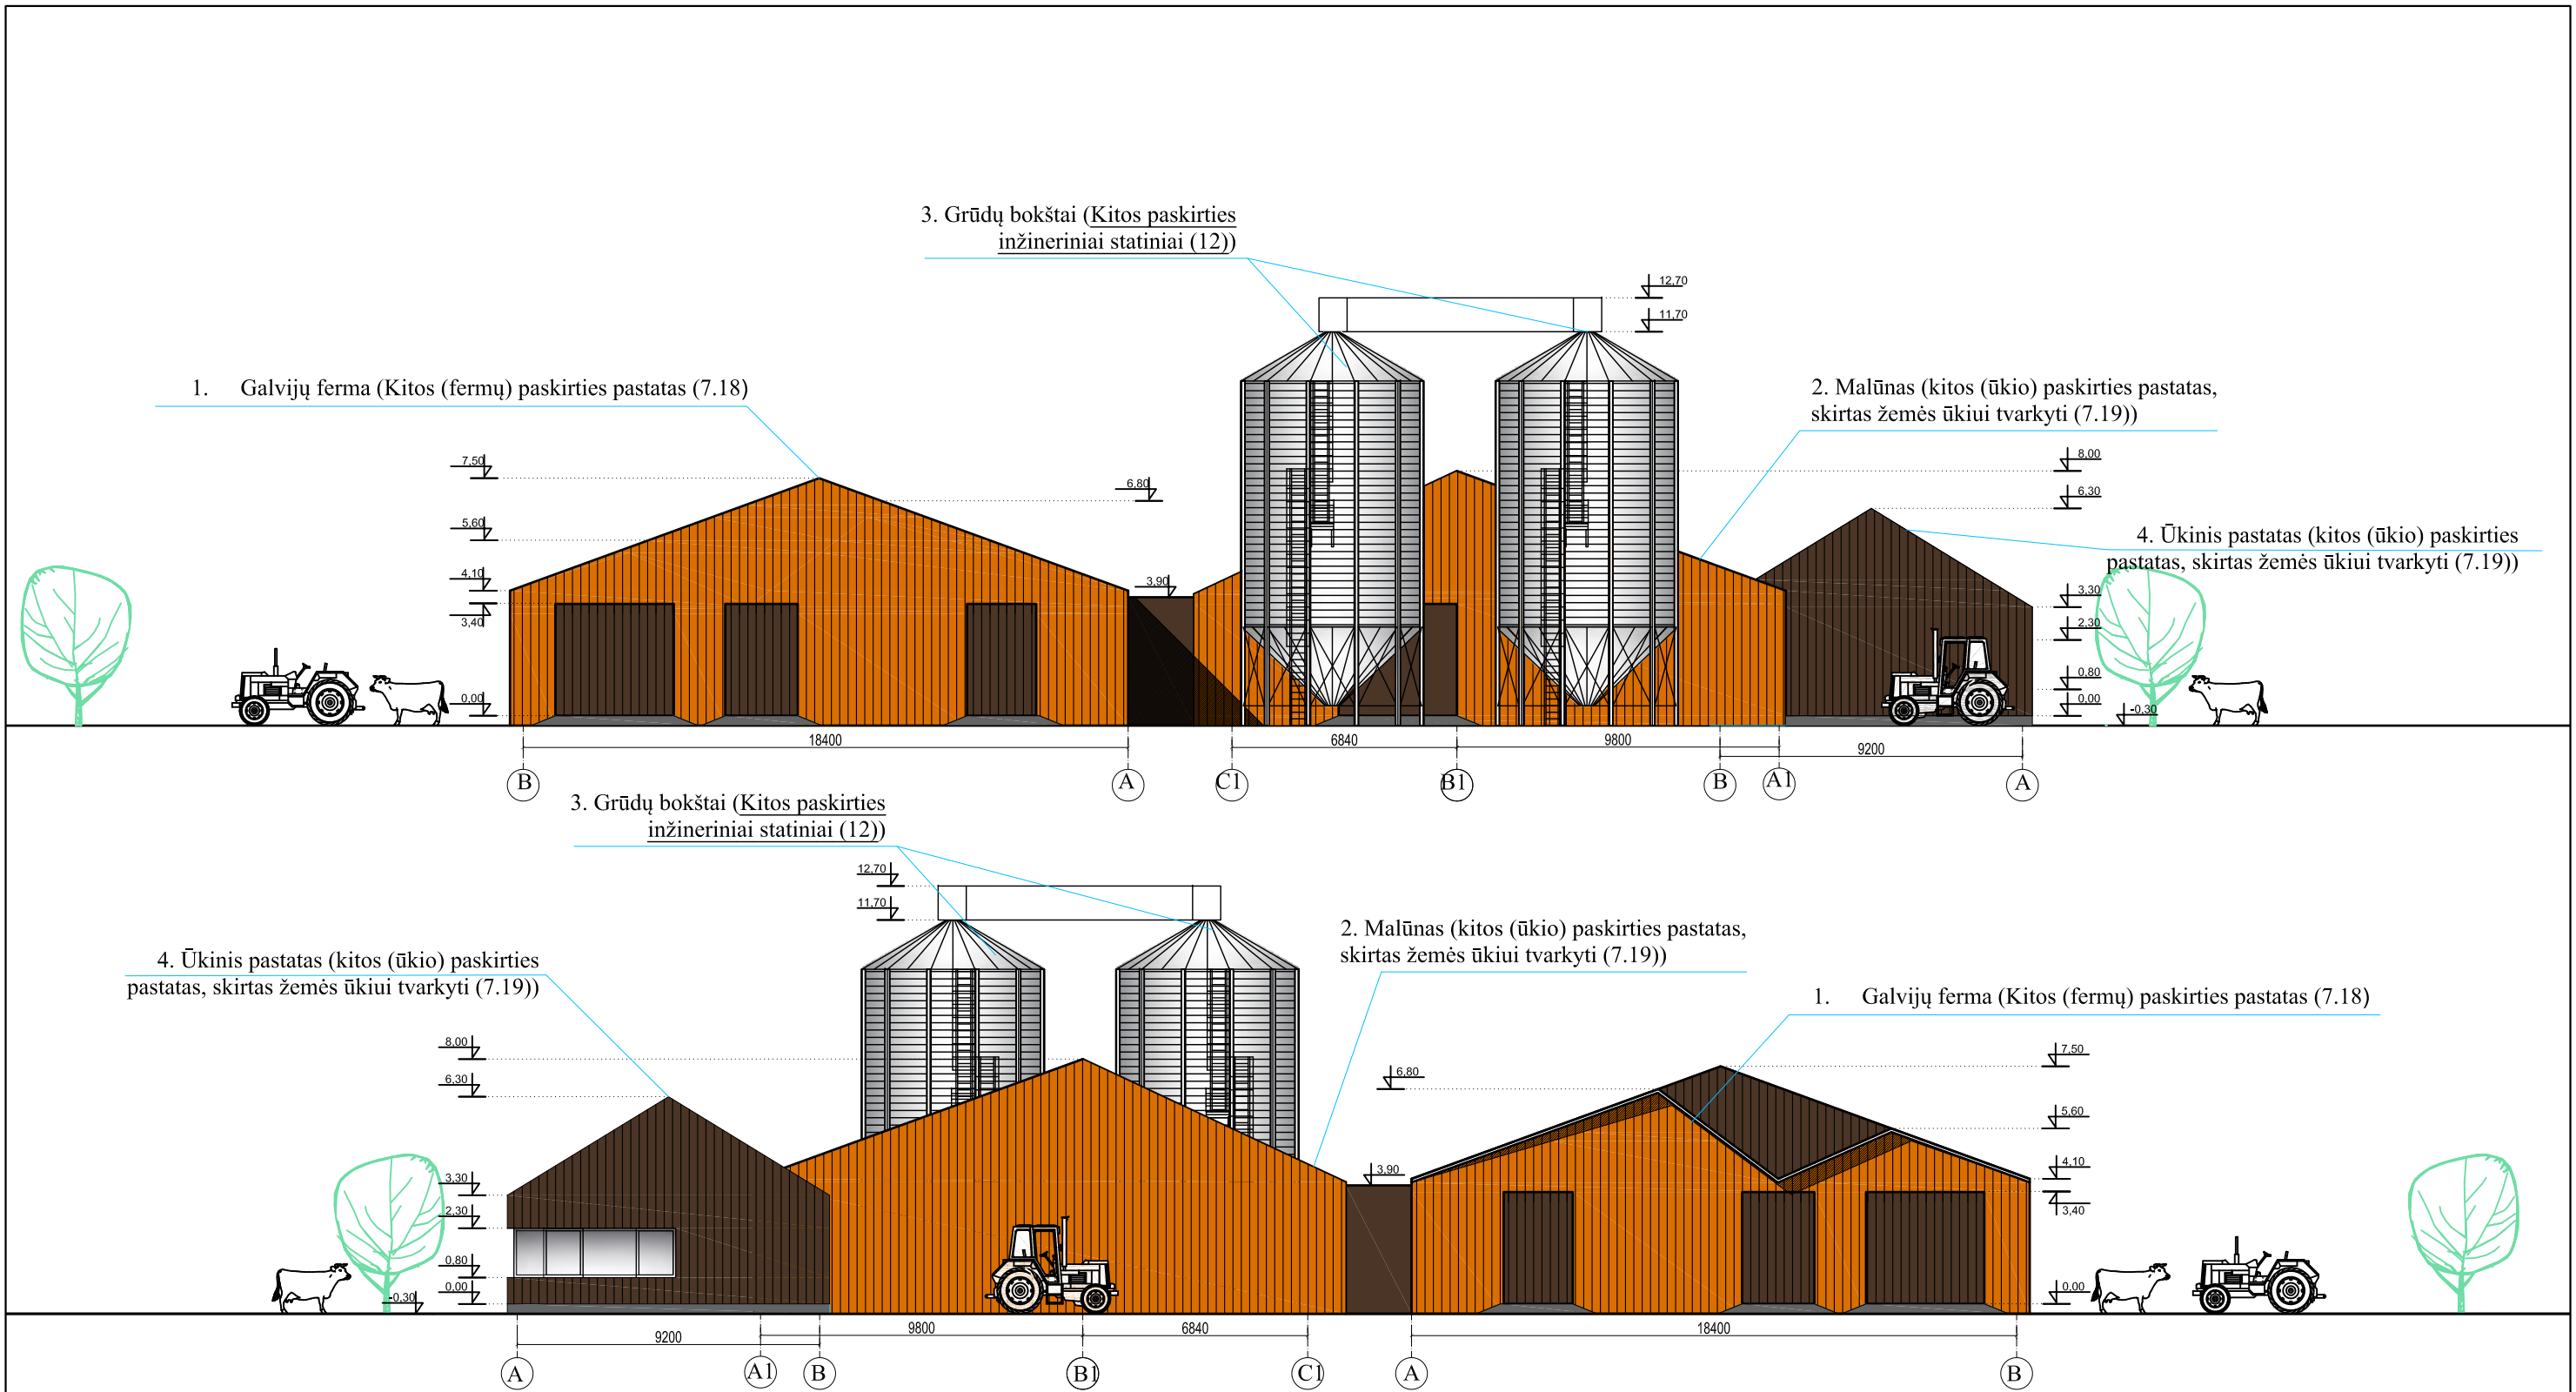 3. Grūdų bokštai (Kitos paskirties
inžineriniai statiniai (12))
12,70
11,70
1. Galvijų ferma (Kitos (fermų) paskirties pastatas (7.18)
2. Malūnas (kitos (ūkio) paskirties pastatas,
skirtas žemės ūkiui tvarkyti (7.19))
7,50
6,80
5,60
4,10
3,40
0,00
3,90
8,00
6,30
4. Ūkinis pastatas (kitos (ūkio) paskirties
pastatas, skirtas žemės ūkiui tvarkyti (7.19))
3,30
2,30
0,80
0,00
-0,30
18400
6840
9800
9200
B
A
C1
B1
B
A1
A
3. Grūdų bokštai (Kitos paskirties
inžineriniai statiniai (12))
12,70
11,70
2. Malūnas (kitos (ūkio) paskirties pastatas,
skirtas žemės ūkiui tvarkyti (7.19))
4. Ūkinis pastatas (kitos (ūkio) paskirties
pastatas, skirtas žemės ūkiui tvarkyti (7.19))
1. Galvijų ferma (Kitos (fermų) paskirties pastatas (7.18)
8,00
6,30
3,30
2,30
0,80
0,00
-0,30
6,80
3,90
7,50
5,60
4,10
3,40
0,00
9200
9800
6840
18400
A
A1
B
B1
C1
A
B